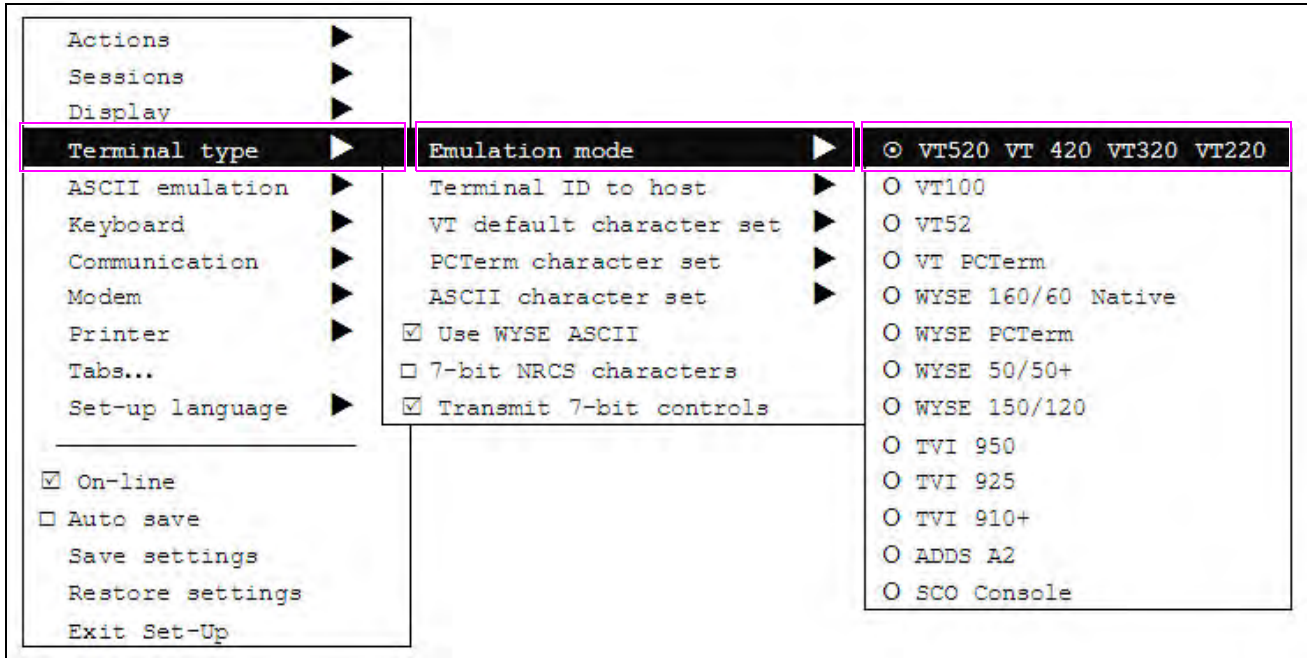 Actions
Sessions
Display
Terminal type
ASCII emulation
Keyboard
Communication
Modem
Printer
Tabs...
Set-up language
On-line
Auto save
Save settings
Restore settings
Exit Set-Up
Emulation mode
Terminal ID to host
VT default character set
PCTerm character set
ASCII character set
Use WYSE ASCII
7-bit NRCS characters
Transmit 7-bit controls
VT520 VT 420 VT320 VT220
VT100
VT52
VT PCTerm
WYSE 160/60 Native
WYSE PCTerm
WYSE 50/50+
WYSE 150/120
TVI 950
TVI 925
TVI 910+
ADDS A2
SCO Console